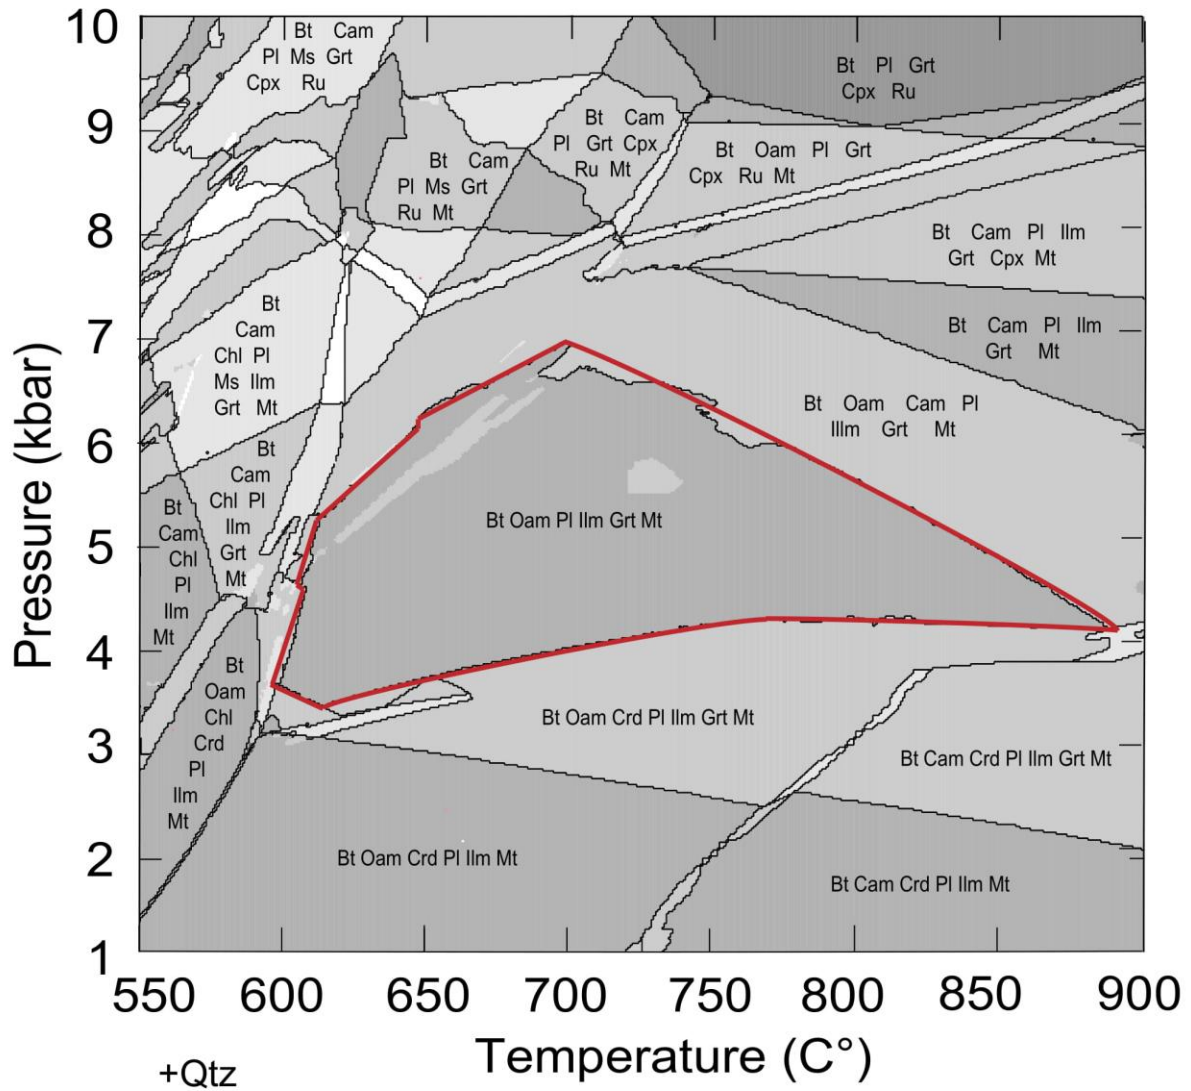 10
9
8
7
6
5
4
3
2
1
Pressure (kbar)
Bt Cam
Pl Ms Grt
Cpx Ru
Bt Pl Grt
Cpx Ru
Bt Cam
Pl Grt Cpx
Ru Mt
Bt Oam Pl Grt
Cpx Ru Mt
Bt Cam
Pl Ms Grt
Ru Mt
Bt Cam Pl Ilm
Grt Cpx Mt
Bt
Cam
Chl Pl
Ms Ilm
Grt Mt
Bt Cam Pl Ilm
Grt Mt
Bt Oam Cam Pl
Illm Grt Mt
Bt
Cam
Chl Pl
Ilm
Grt
Mt
Bt
Cam
Chl
Pl
Ilm
Mt
Bt Oam Pl Ilm Grt Mt
Bt
Oam
Chl
Crd
Pl
Ilm
Mt
Bt Oam Crd Pl Ilm Grt Mt
Bt Cam Crd Pl Ilm Grt Mt
Bt Oam Crd Pl Ilm Mt
Bt Cam Crd Pl Ilm Mt
550 600 650 700 750 800 850 900
Temperature (C°)
+Qtz